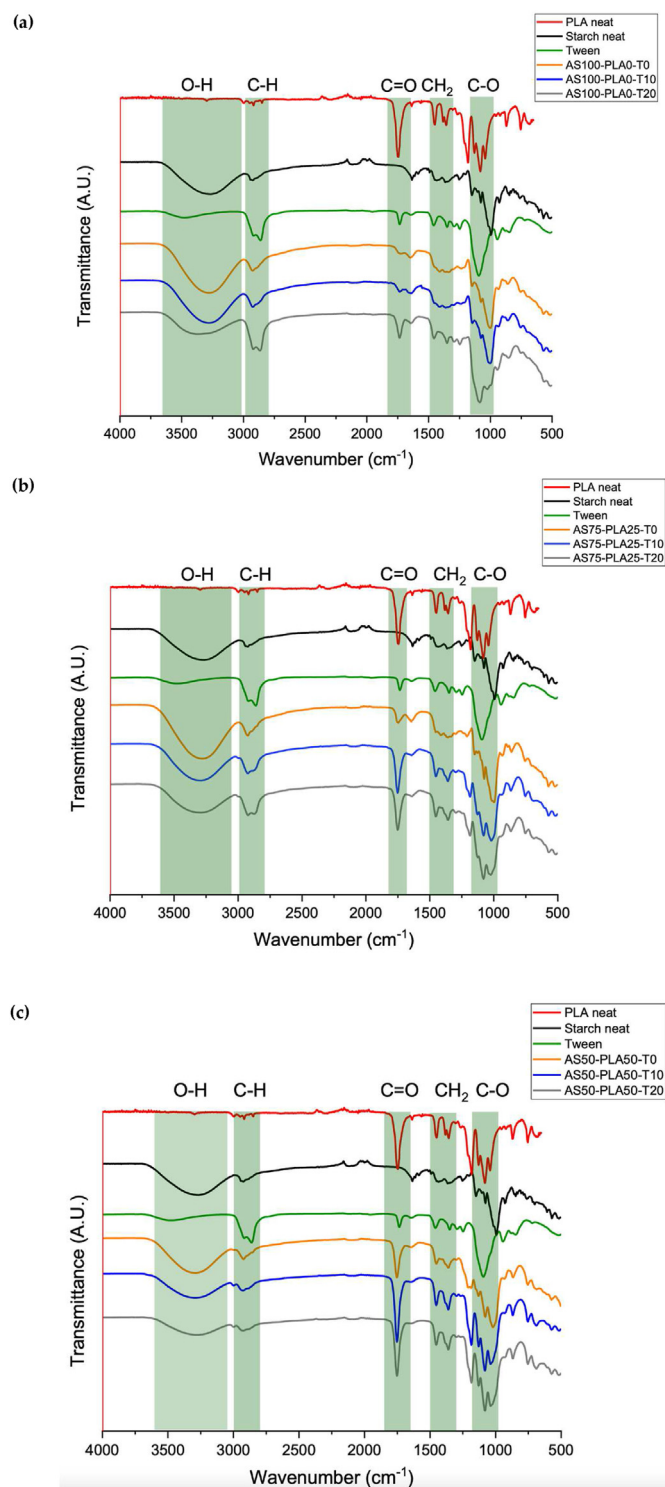 (a)
PLA neat
Starch neat
Tween
AS100-PLA0-T0
AS100-PLA0-T10
AS100-PLA0-T20
O-H C-H C=O CH2 C-O
Transmittance (A.U.)
4000 3500 3000 2500 2000 1500 1000 500
Wavenumber (cm-1)
(b)
PLA neat
Starch neat
Tween
AS75-PLA25-T0
AS75-PLA25-T10
AS75-PLA25-T20
O-H C-H C=O CH2 C-O
Transmittance (A.U.)
4000 3500 3000 2500 2000 1500 1000 500
Wavenumber (cm-1)
(c)
PLA neat
Starch neat
Tween
AS50-PLA50-T0
AS50-PLA50-T10
AS50-PLA50-T20
O-H C-H C=O CH2 C-O
Transmittance (A.U.)
4000 3500 3000 2500 2000 1500 1000 500
Wavenumber (cm-1)